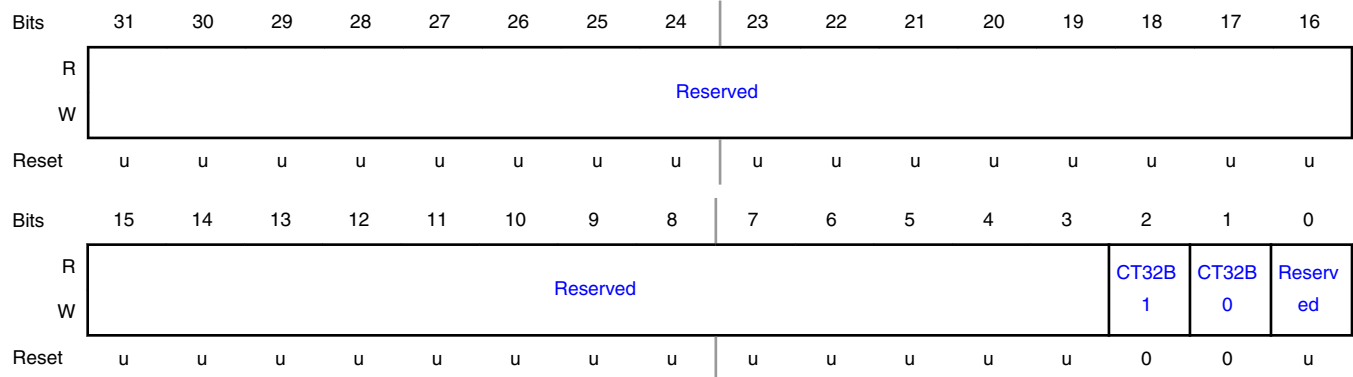 Bits 31 30 29 28 27 26 25 24 23 22 21 20 19 18 17 16
R
Reserved
W
Reset u u u u u u u u u u u u u u u u
Bits 15 14 13 12 11 10 9 8 7 6 5 4 3 2 1 0
R
Reserved CT32B 1 CT32B 0 Reserv ed
W
Reset u u u u u u u u u u u u u 0 0 u